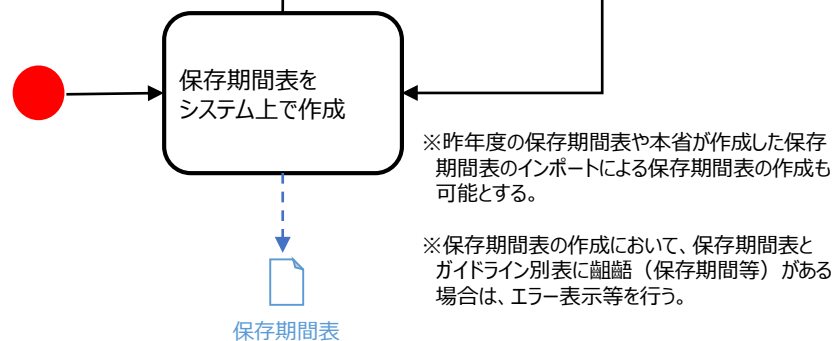 保存期間表を
システム上で作成
※昨年度の保存期間表や本省が作成した保存
期間表のインポートによる保存期間表の作成も
可能とする。
※保存期間表の作成において、保存期間表と
ガイドライン別表に齟齬（保存期間等）がある
場合は、エラー表示等を行う。
保存期間表